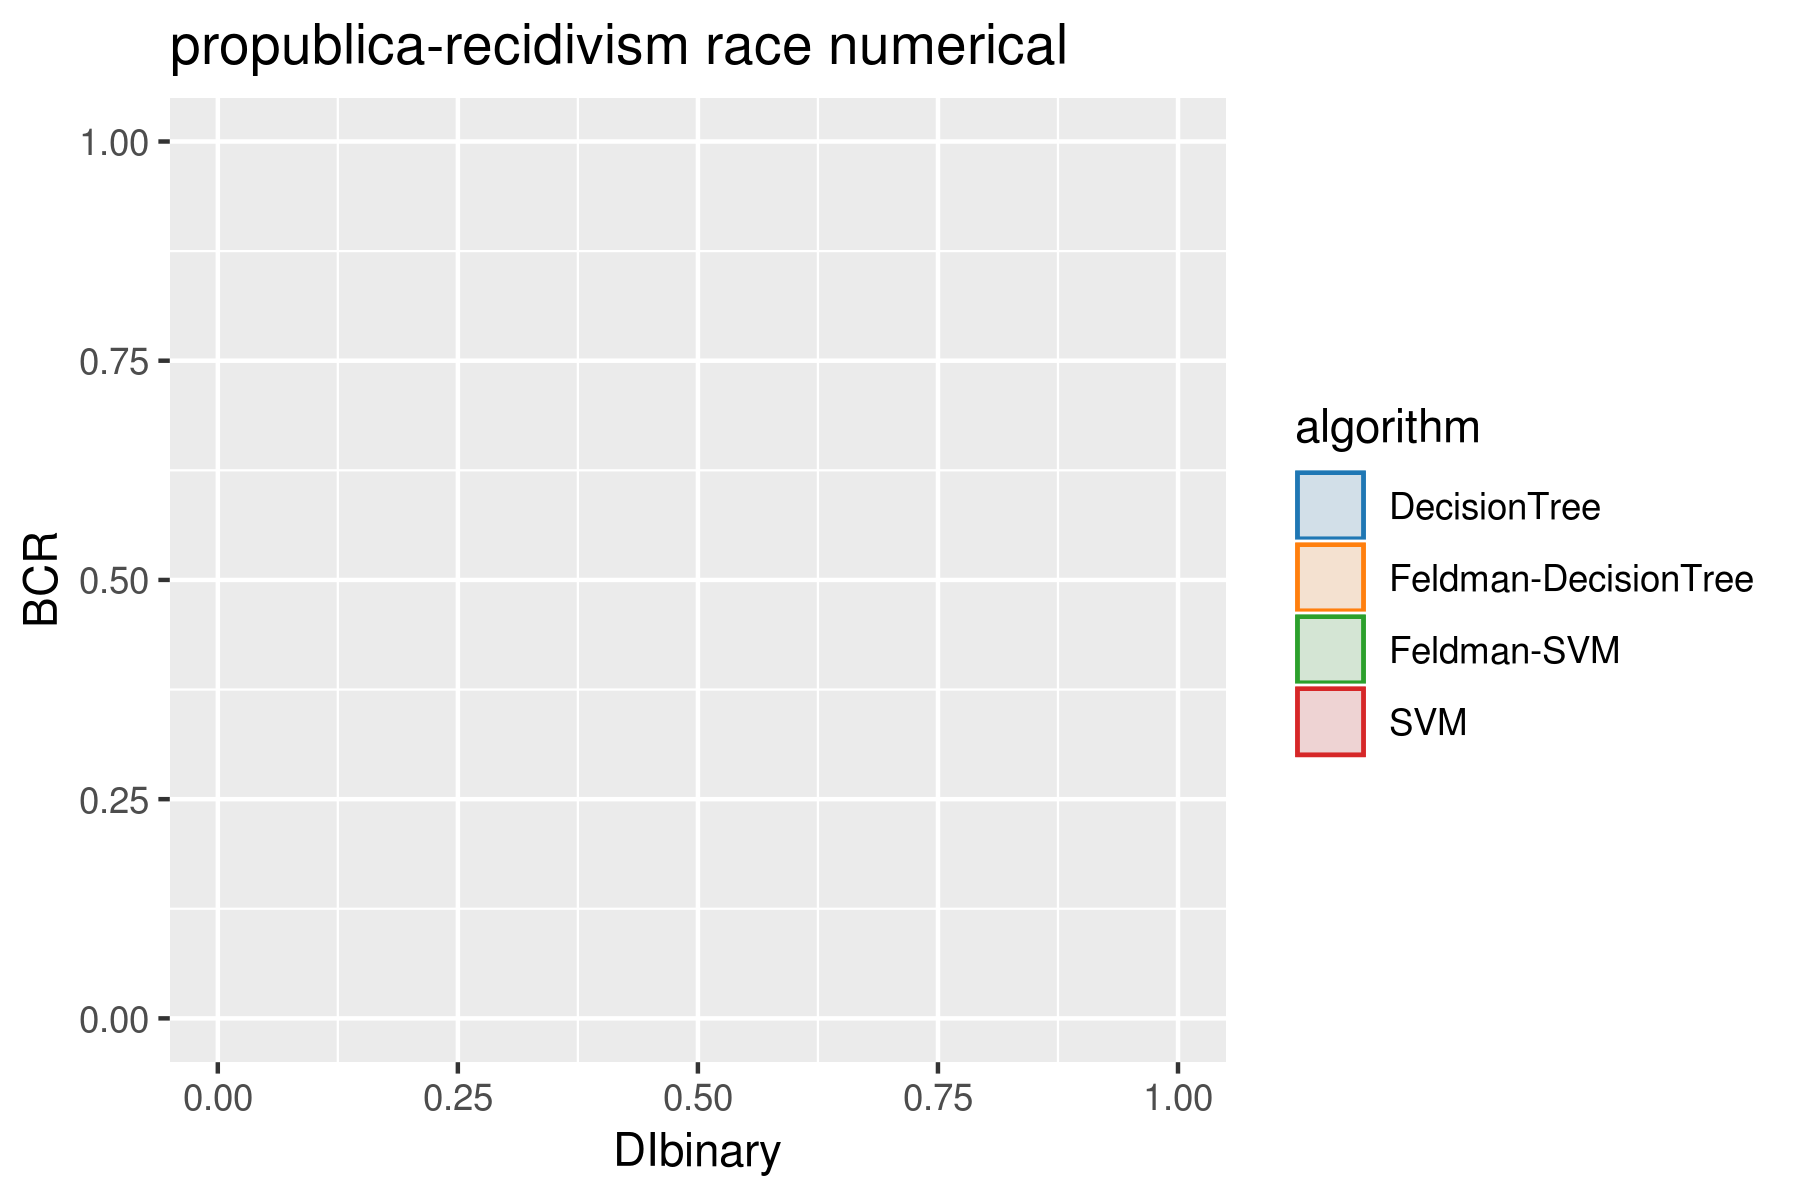 propublica-recidivism race numerical
1.00
0.75
0.50
0.25
0.00
BCR
0.00 0.25 0.50 0.75 1.00
DIbinary
algorithm
DecisionTree
Feldman-DecisionTree
Feldman-SVM
SVM